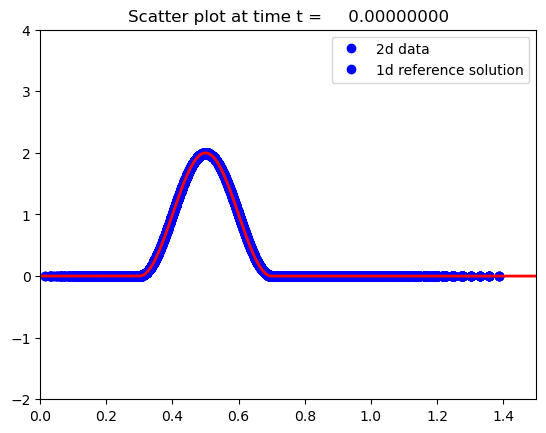 Scatter plot at time t =     0.00000000
4
2d data
1d reference solution
3
2
1
0
−1
−2
0.0 0.2 0.4 0.6 0.8 1.0 1.2 1.4